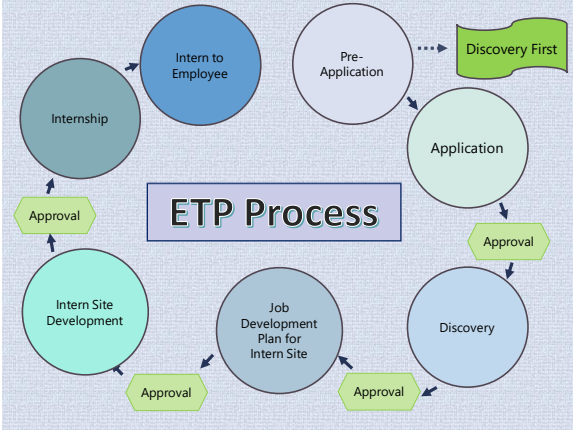 Pre-
Application
Discovery First
Application
Approval
Discovery
Approval
Job
Development
Plan for
Intern Site
Approval
Intern Site
Development
Approval
Internship
Intern to
Employee
ETP Process